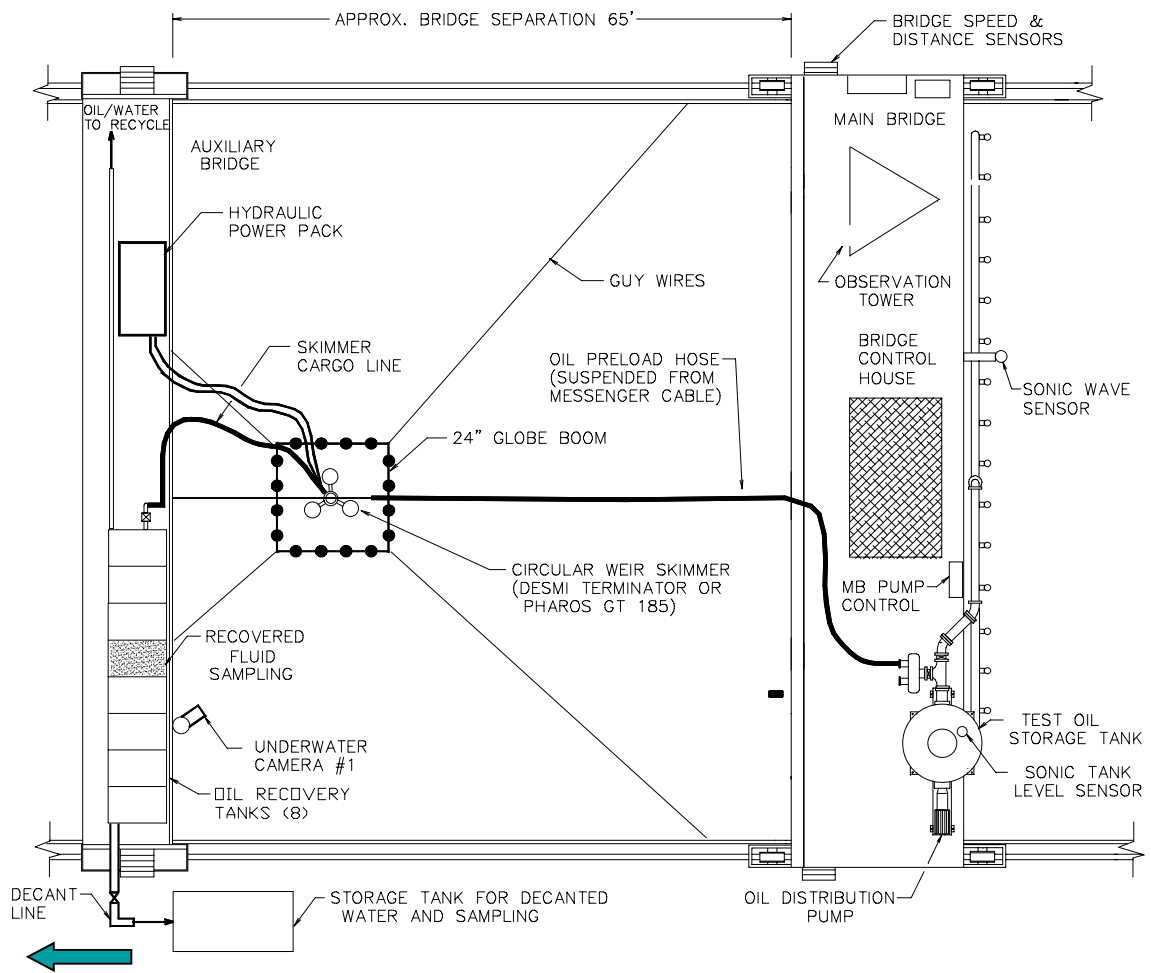 APPROX. BRIDGE SEPARATION 65'
BRIDGE SPEED &
DISTANCE SENSORS
OIL/WATER
TO RECYCLE
MAIN BRIDGE
AUXILIARY
BRIDGE
HYDRAULIC
POWER PACK
GUY WIRES
OBSERVATION
TOWER
SKIMMER
CARGO LINE
OIL PRELOAD HOSE
(SUSPENDED FROM
MESSENGER CABLE)
BRIDGE
CONTROL
HOUSE
SONIC WAVE
SENSOR
24" GLOBE BOOM
CIRCULAR WEIR SKIMMER
(DESMI TERMINATOR OR
PHAROS GT 185)
MB PUMP
CONTROL
RECOVERED
FLUID
SAMPLING
UNDERWATER
CAMERA #1
TEST OIL
STORAGE TANK
SONIC TANK
LEVEL SENSOR
OIL RECOVERY
TANKS (8)
DECANT
LINE
STORAGE TANK FOR DECANTED
WATER AND SAMPLING
OIL DISTRIBUTION
PUMP